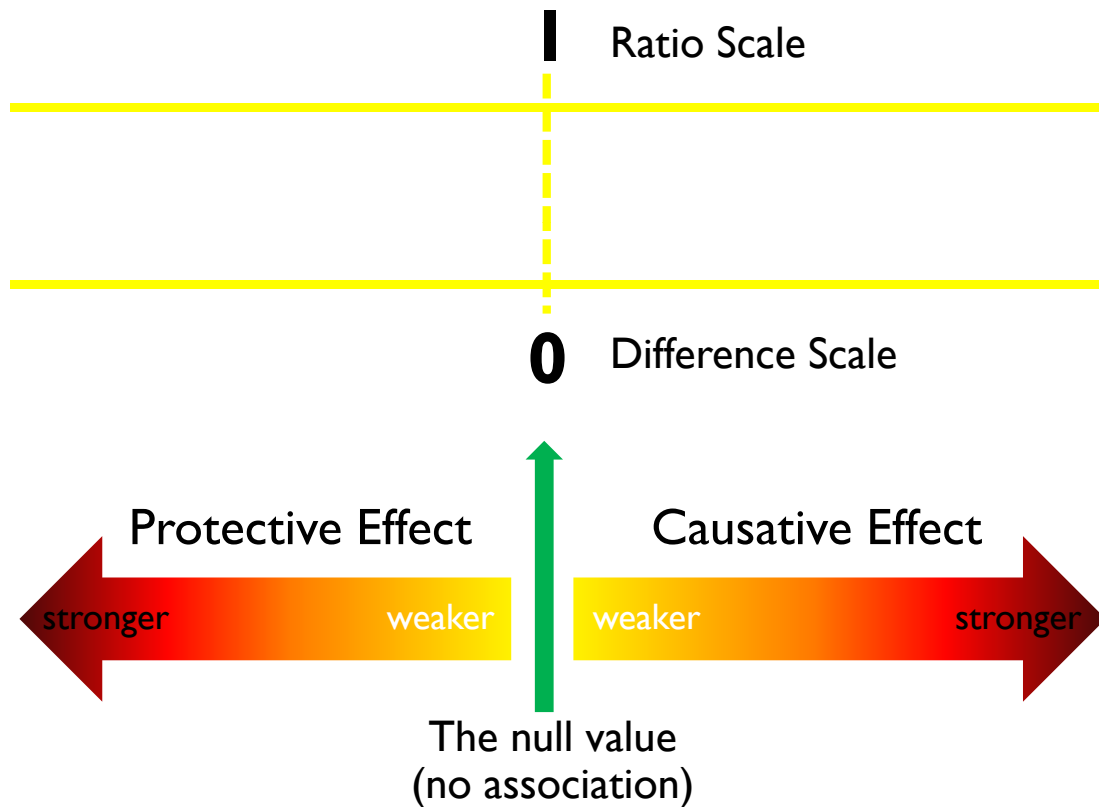 1 Ratio Scale
0 Difference Scale
Protective Effect Causative Effect
stronger weaker weaker stronger
The null value
(no association)